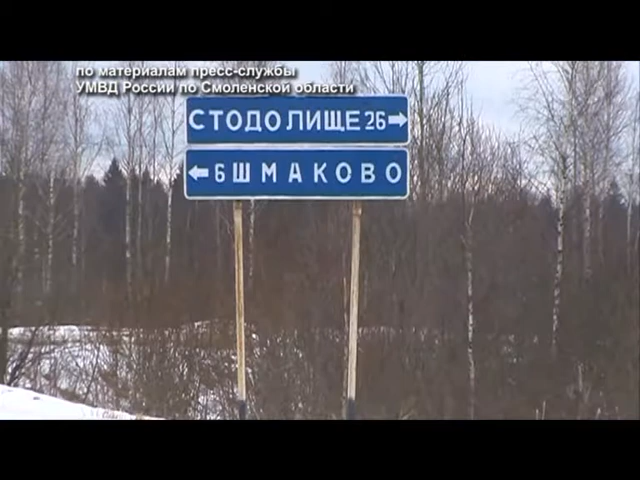 по материалам пресс-службы
УМВД России по Смоленской области
СТОДОЛИЩЕ 26 →
← 6 ШМАКОВО